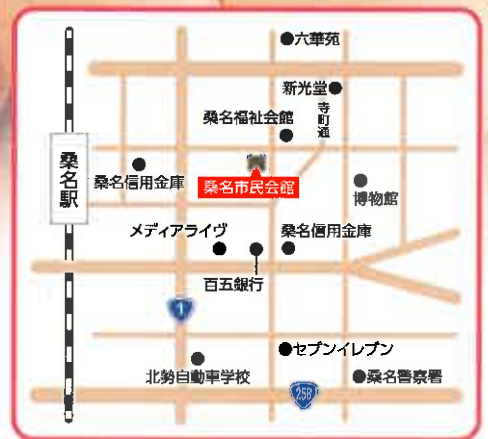 六華苑
新光堂
寺町通
桑名福祉会館
桑名駅
桑名信用金庫
桑名市民会館
博物館
メディアライヴ
桑名信用金庫
百五銀行
1
セブンイレブン
北勢自動車学校
258
桑名警察署